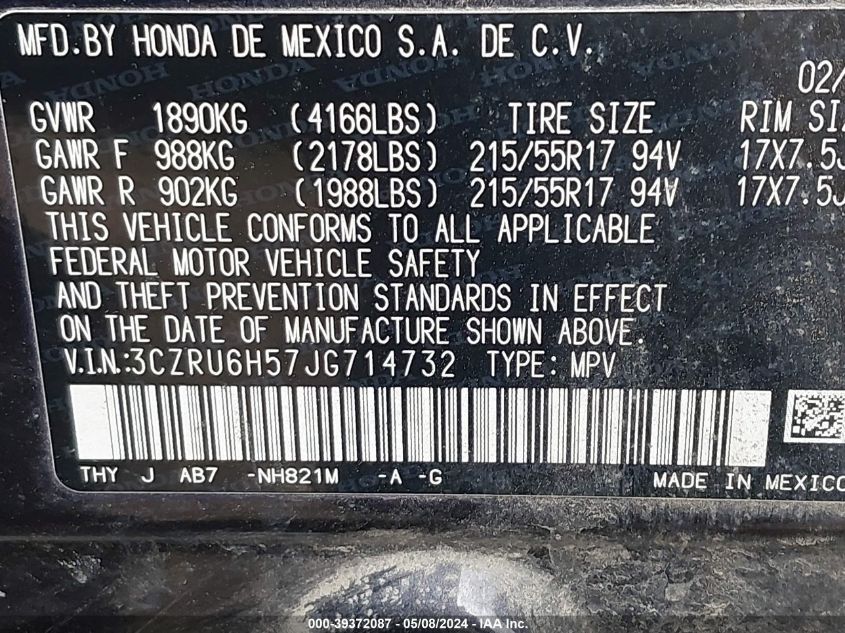 MFD.BY HONDA DE MEXICO S.A. DE C.V.
02/
GVWR 1890KG (4166LBS) TIRE SIZE RIM SIZ
GAWR F 988KG (2178LBS) 215/55R17 94V 17X7.5J
GAWR R 902KG (1988LBS) 215/55R17 94V 17X7.5J
THIS VEHICLE CONFORMS TO ALL APPLICABLE
FEDERAL MOTOR VEHICLE SAFETY
AND THEFT PREVENTION STANDARDS IN EFFECT
ON THE DATE OF MANUFACTURE SHOWN ABOVE.
V.I.N.:3CZRU6H57JG714732 TYPE: MPV
THY J AB7 -NH821M -A -G MADE IN MEXICO
000-39372087 - 05/08/2024 - IAA Inc.